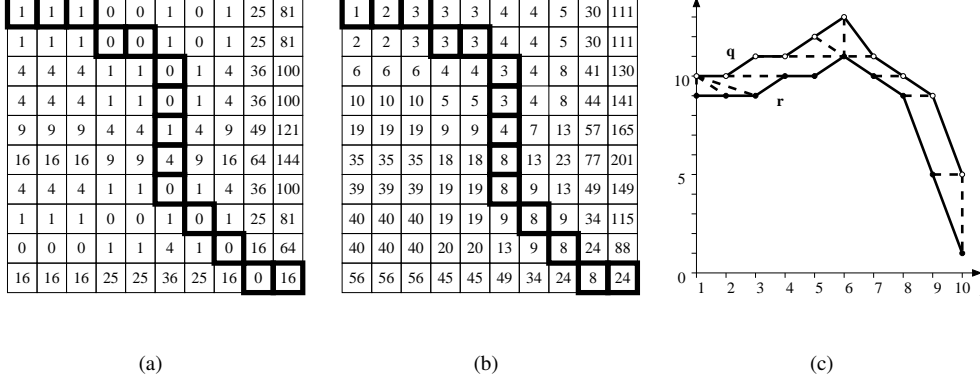 1 1 1 0 0 1 0 1 25 81
1 1 1 0 0 1 0 1 25 81
4 4 4 1 1 0 1 4 36 100
4 4 4 1 1 0 1 4 36 100
9 9 9 4 4 1 4 9 49 121
16 16 16 9 9 4 9 16 64 144
4 4 4 1 1 0 1 4 36 100
1 1 1 0 0 1 0 1 25 81
0 0 0 1 1 4 1 0 16 64
16 16 16 25 25 36 25 16 0 16
(a)
1 2 3 3 3 4 4 5 30 111
2 2 3 3 3 4 4 5 30 111
6 6 6 4 4 3 4 8 41 130
10 10 10 5 5 3 4 8 44 141
19 19 19 9 9 4 7 13 57 165
35 35 35 18 18 8 13 23 77 201
39 39 39 19 19 8 9 13 49 149
40 40 40 19 19 9 8 9 34 115
40 40 40 20 20 13 9 8 24 88
56 56 56 45 45 49 34 24 8 24
(b)
q
10
r
5
0
1 2 3 4 5 6 7 8 9 10
(c)